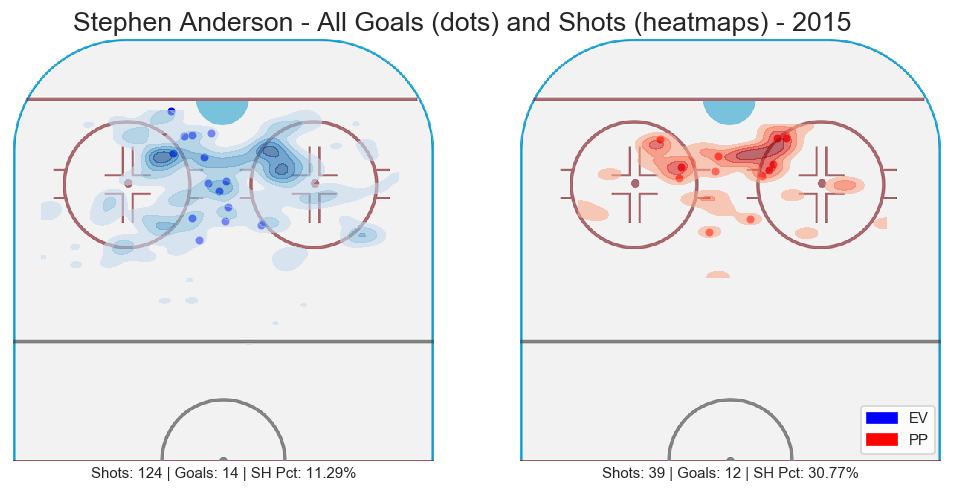 Stephen Anderson - All Goals (dots) and Shots (heatmaps) - 2015
EV
PP
Shots: 124 | Goals: 14 | SH Pct: 11.29%
Shots: 39 | Goals: 12 | SH Pct: 30.77%